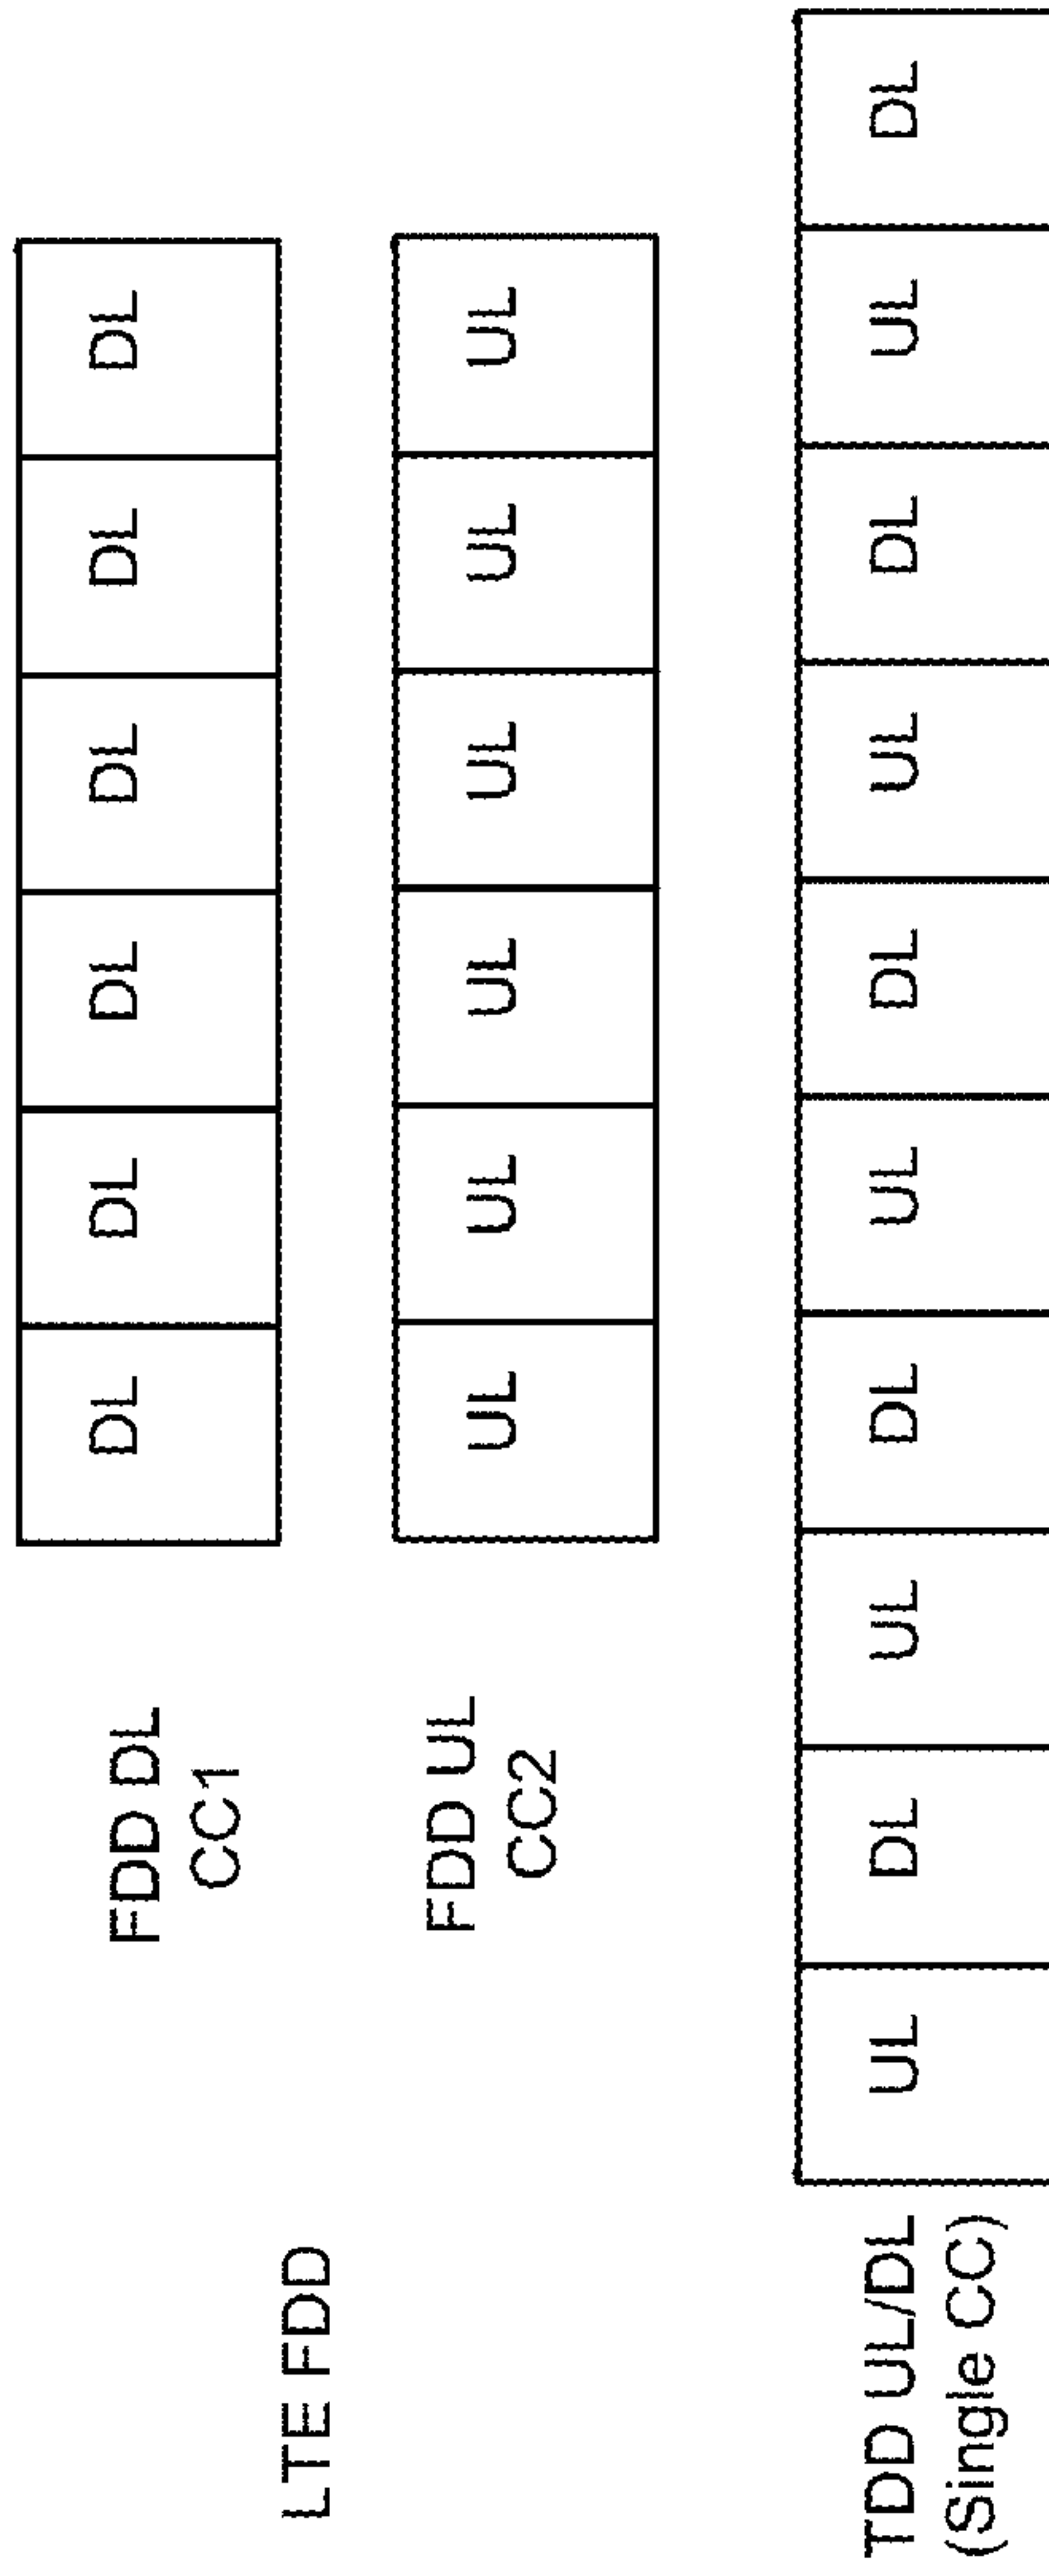 LTE FDD
FDD DL
CC1
DL DL DL DL DL DL
FDD UL
CC2
UL UL UL UL UL UL
TDD UL/DL
(Single CC)
UL DL UL DL UL DL UL DL UL DL